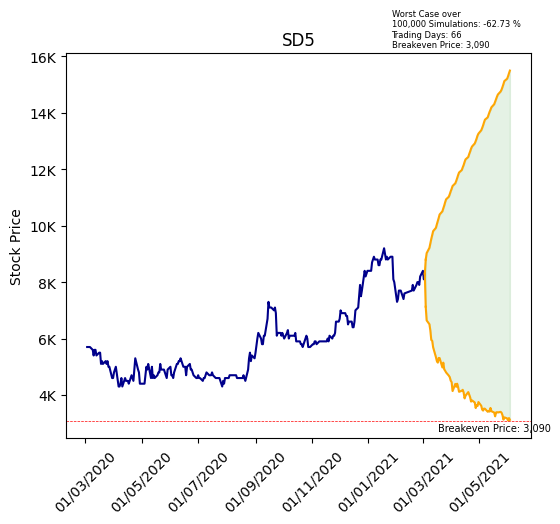 Worst Case over
100,000 Simulations: -62.73 %
Trading Days: 66
Breakeven Price: 3,090
SD5
16K
14K
12K
10K
8K
6K
4K
Stock Price
Breakeven Price: 3,090
01/03/2020
01/05/2020
01/07/2020
01/09/2020
01/11/2020
01/01/2021
01/03/2021
01/05/2021